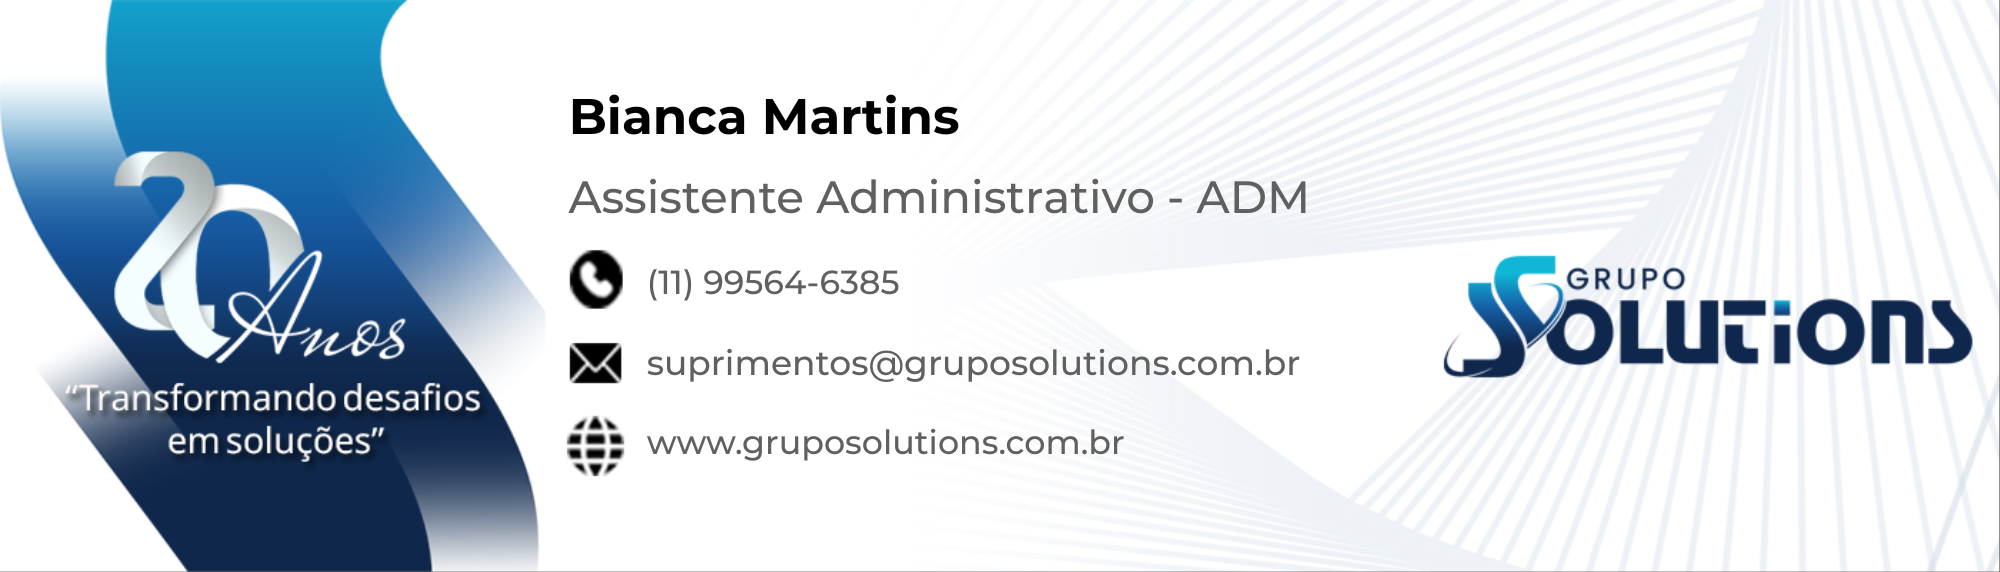 20
Anos
“Transformando desafios
em soluções”
Bianca Martins
Assistente Administrativo - ADM
(11) 99564-6385
suprimentos@gruposolutions.com.br
www.gruposolutions.com.br
GRUPO
SOLUTIONS